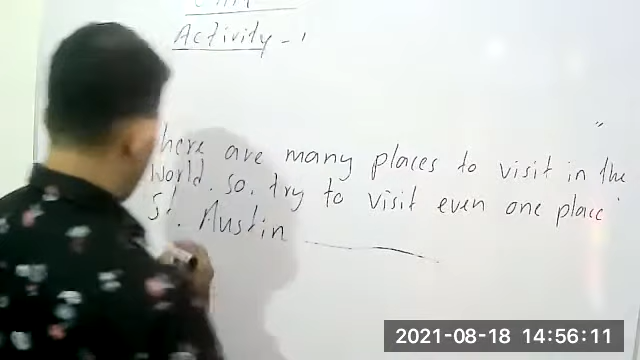 Activity - 1
here are many places to visit in the
World. so, try to visit even one place"
St. Austin
2021-08-18 14:56:11